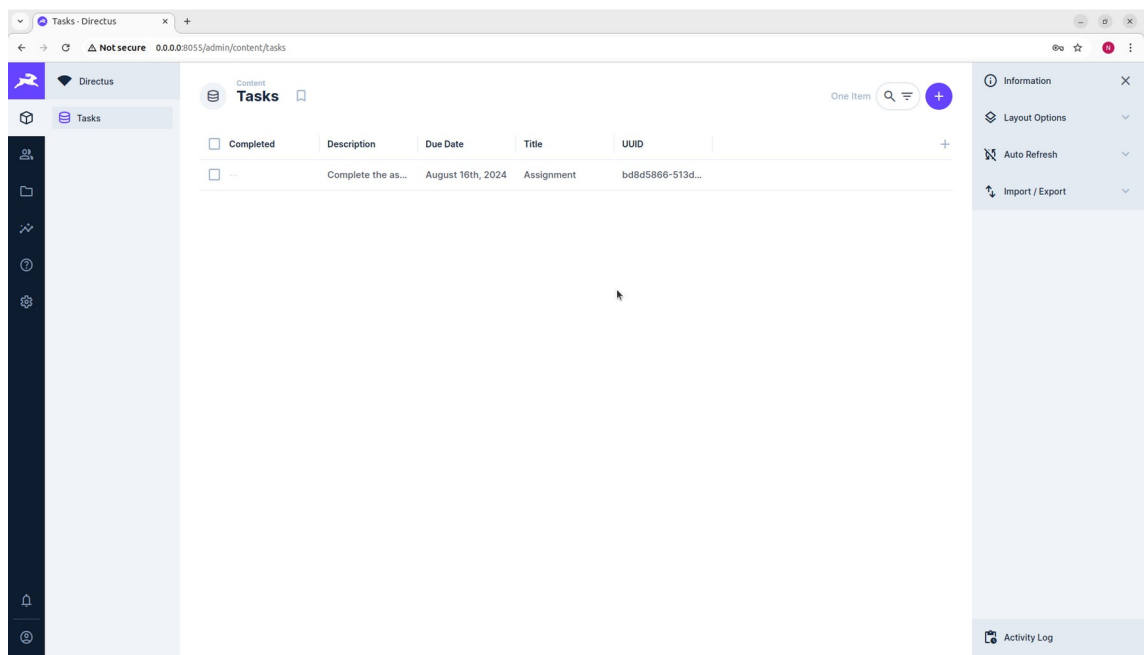 Tasks · Directus
Not secure 0.0.0.0:8055/admin/content/tasks
N
Directus
Tasks
Content
Tasks
One Item
Completed Description Due Date Title UUID
-- Complete the as... August 16th, 2024 Assignment bd8d5866-513d...
Information
Layout Options
Auto Refresh
Import / Export
Activity Log